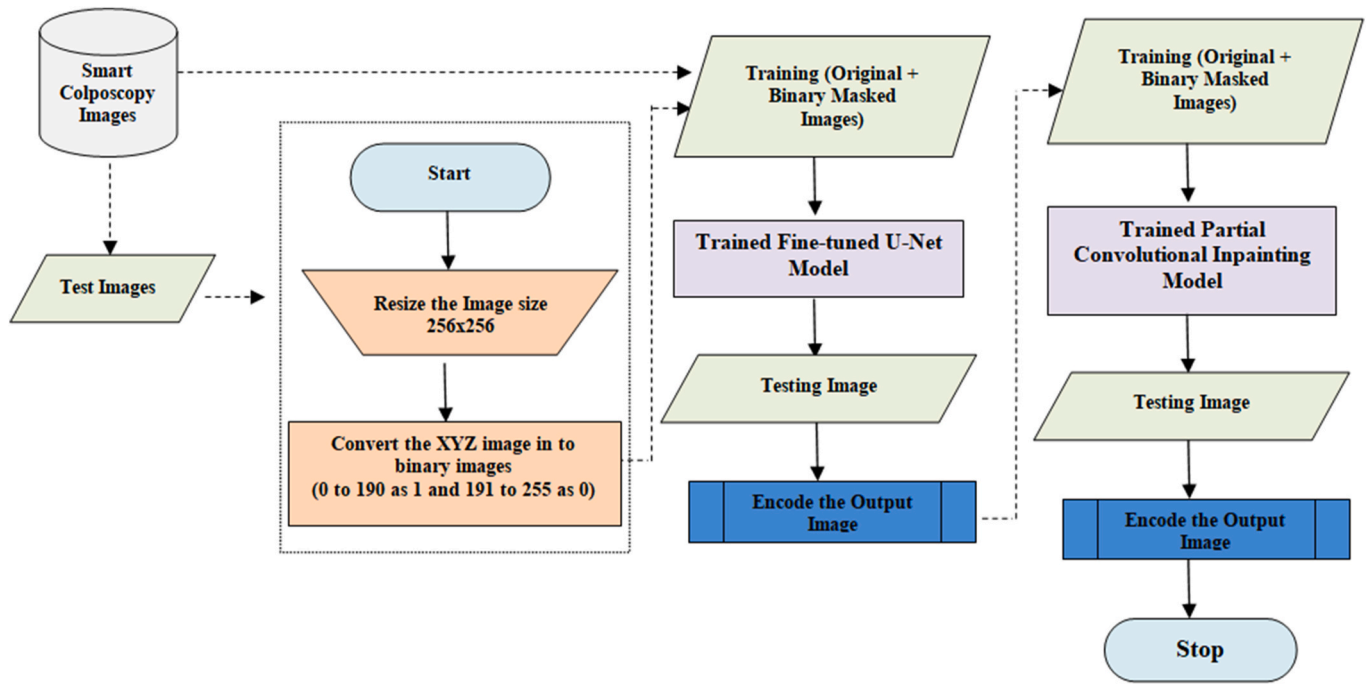 Smart
Colposcopy
Images
Test Images
Start
Resize the Image size
256x256
Convert the XYZ image in to
binary images
(0 to 190 as 1 and 191 to 255 as 0)
Training (Original +
Binary Masked
Images)
Trained Fine-tuned U-Net
Model
Testing Image
Encode the Output
Image
Training (Original +
Binary Masked
Images)
Trained Partial
Convolutional Inpainting
Model
Testing Image
Encode the Output
Image
Stop